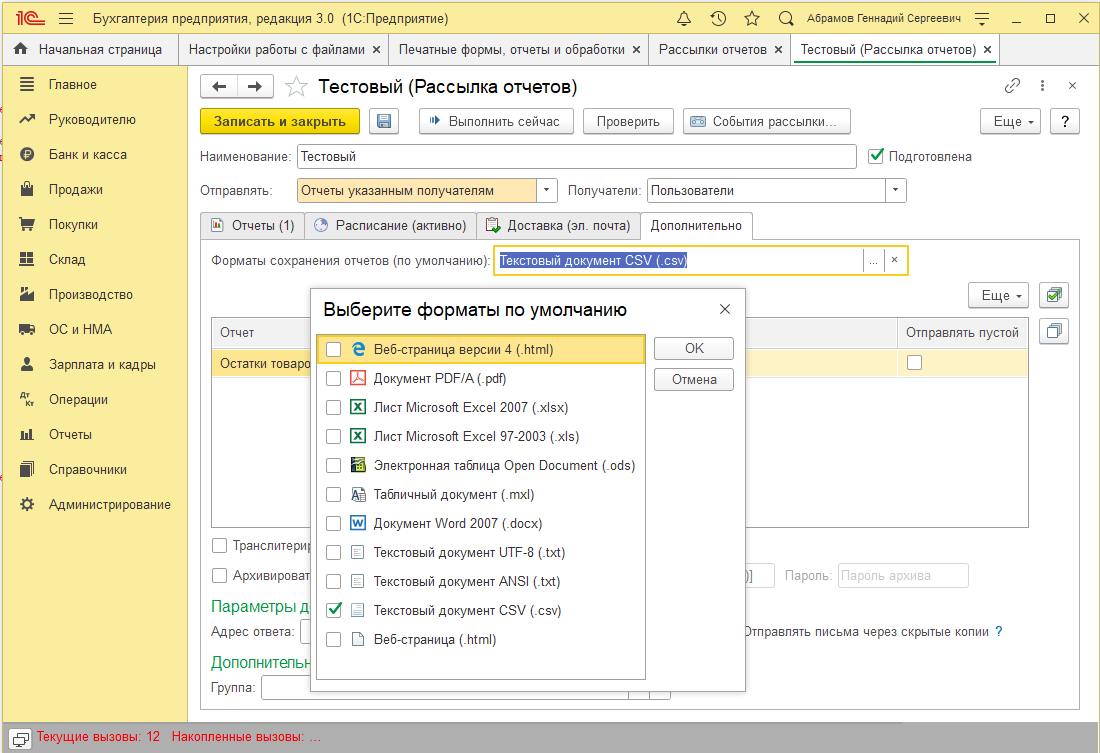 1С Бухгалтерия предприятия, редакция 3.0 (1С:Предприятие) Абрамов Геннадий Сергеевич
Начальная страница Настройки работы с файлами × Печатные формы, отчеты и обработки × Рассылки отчетов × Тестовый (Рассылка отчетов) ×
Главное
Руководителю
Банк и касса
Продажи
Покупки
Склад
Производство
ОС и НМА
Зарплата и кадры
Операции
Отчеты
Справочники
Администрирование
Тестовый (Рассылка отчетов)
Записать и закрыть Выполнить сейчас Проверить События рассылки... Еще ?
Наименование: Тестовый Подготовлена
Отправлять: Отчеты указанным получателям Получатели: Пользователи
Отчеты (1) Расписание (активно) Доставка (эл. почта) Дополнительно
Форматы сохранения отчетов (по умолчанию): Текстовый документ CSV (.csv) ... ×
Еще
Отчет Отправлять пустой
Остатки товаро
Транслитерир
Архивироват )] Пароль: Пароль архива
Параметры д
Адрес ответа: Отправлять письма через скрытые копии ?
Дополнительн
Группа:
Выберите форматы по умолчанию
Веб-страница версии 4 (.html)
Документ PDF/A (.pdf)
Лист Microsoft Excel 2007 (.xlsx)
Лист Microsoft Excel 97-2003 (.xls)
Электронная таблица Open Document (.ods)
Табличный документ (.mxl)
Документ Word 2007 (.docx)
Текстовый документ UTF-8 (.txt)
Текстовый документ ANSI (.txt)
Текстовый документ CSV (.csv)
Веб-страница (.html)
OK
Отмена
Текущие вызовы: 12 Накопленные вызовы: ...